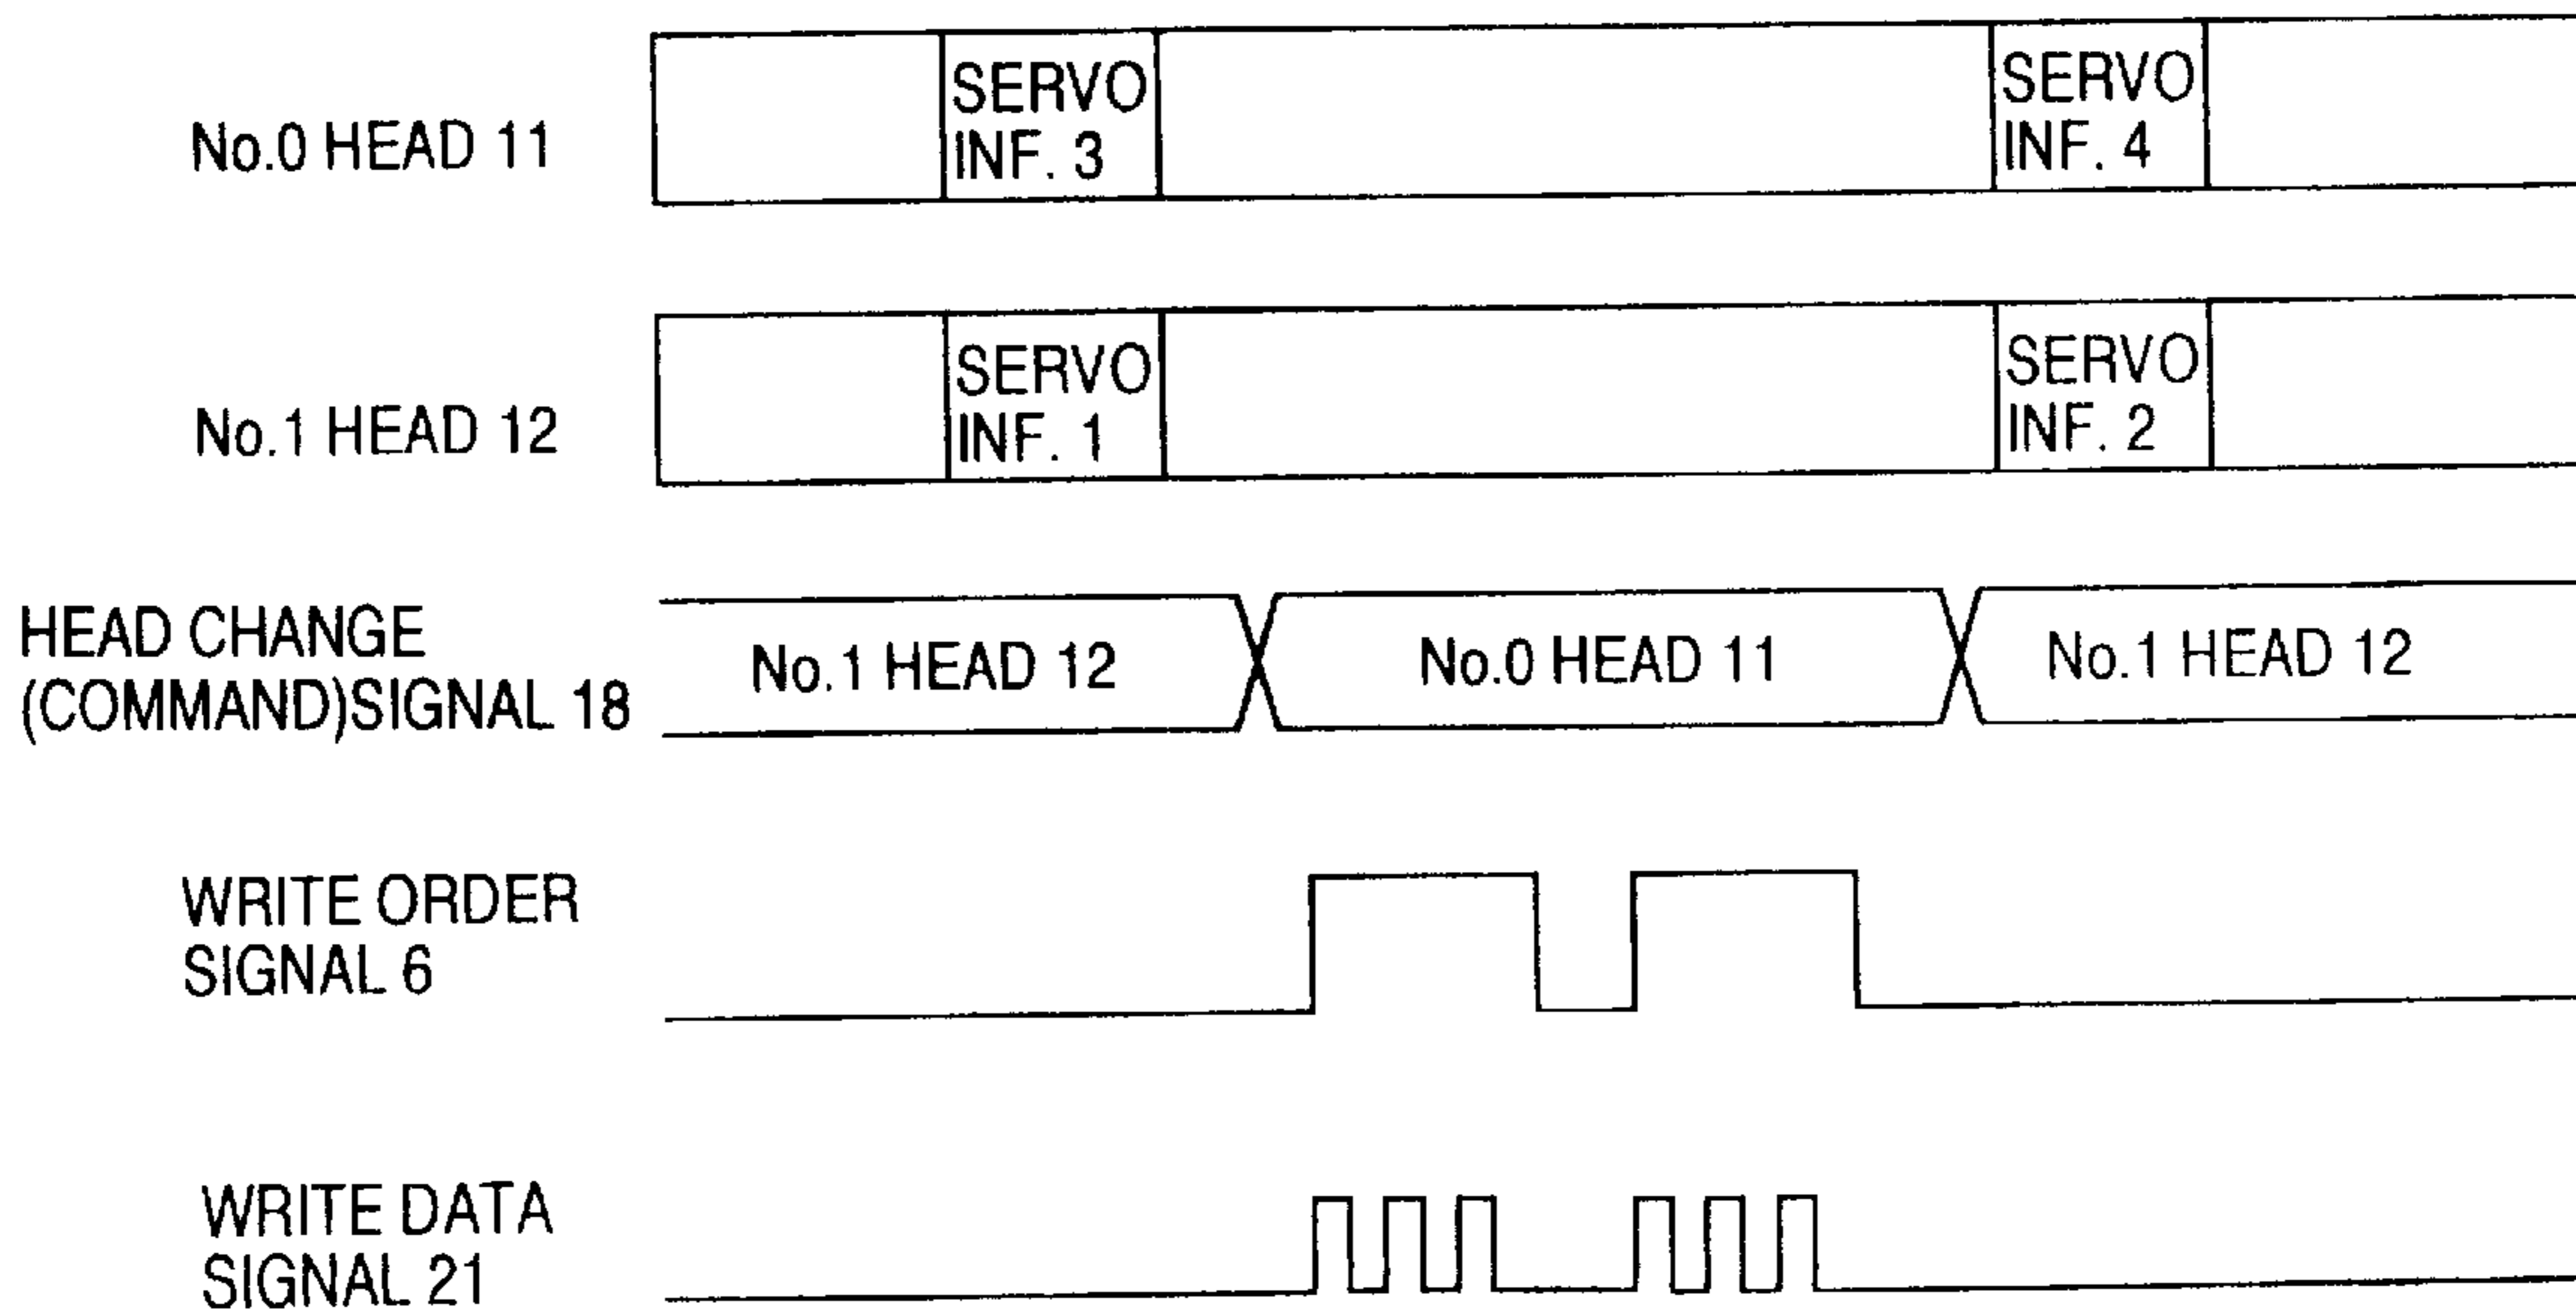 SERVO
INF. 3
SERVO
INF. 4
No.0 HEAD 11
SERVO
INF. 1
SERVO
INF. 2
No.1 HEAD 12
HEAD CHANGE
(COMMAND)SIGNAL 18
No.1 HEAD 12
No.0 HEAD 11
No.1 HEAD 12
WRITE ORDER
SIGNAL 6
WRITE DATA
SIGNAL 21